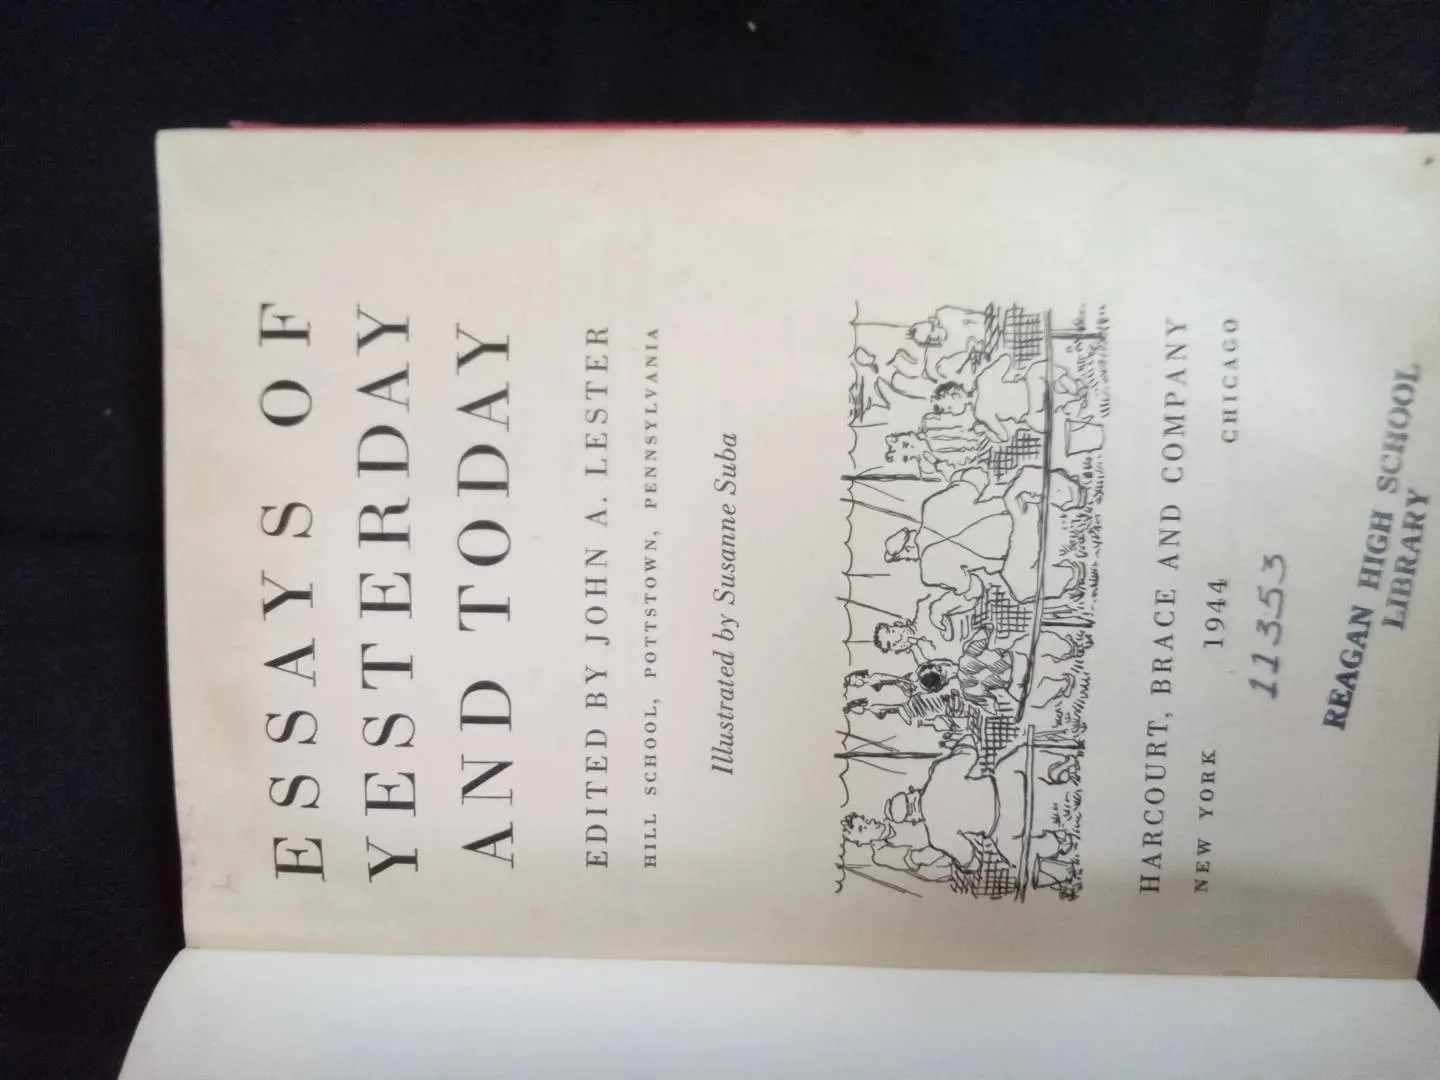 ESSAYS OF
YESTERDAY
AND TODAY
EDITED BY JOHN A. LESTER
HILL SCHOOL, POTTSTOWN, PENNSYLVANIA
Illustrated by Susanne Suba
HARCOURT, BRACE AND COMPANY
NEW YORK 1944 CHICAGO
11353
REAGAN HIGH SCHOOL
LIBRARY